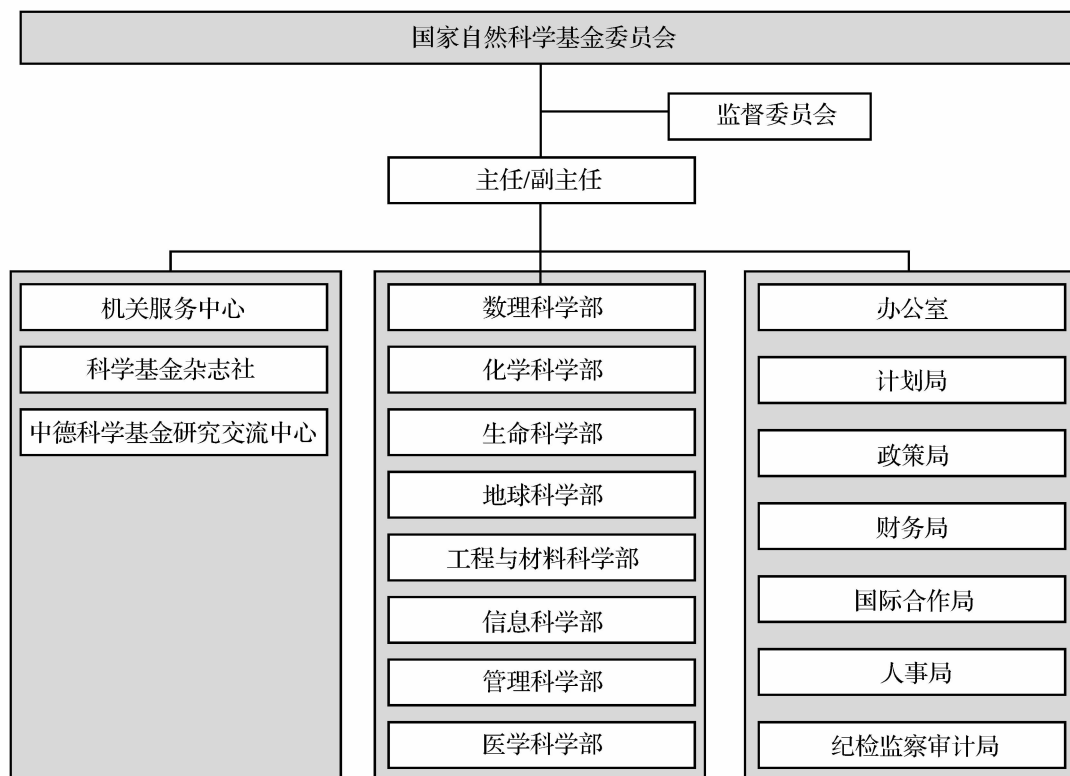 国家自然科学基金委员会
监督委员会
主任/副主任
机关服务中心
科学基金杂志社
中德科学基金研究交流中心
数理科学部
化学科学部
生命科学部
地球科学部
工程与材料科学部
信息科学部
管理科学部
医学科学部
办公室
计划局
政策局
财务局
国际合作局
人事局
纪检监察审计局